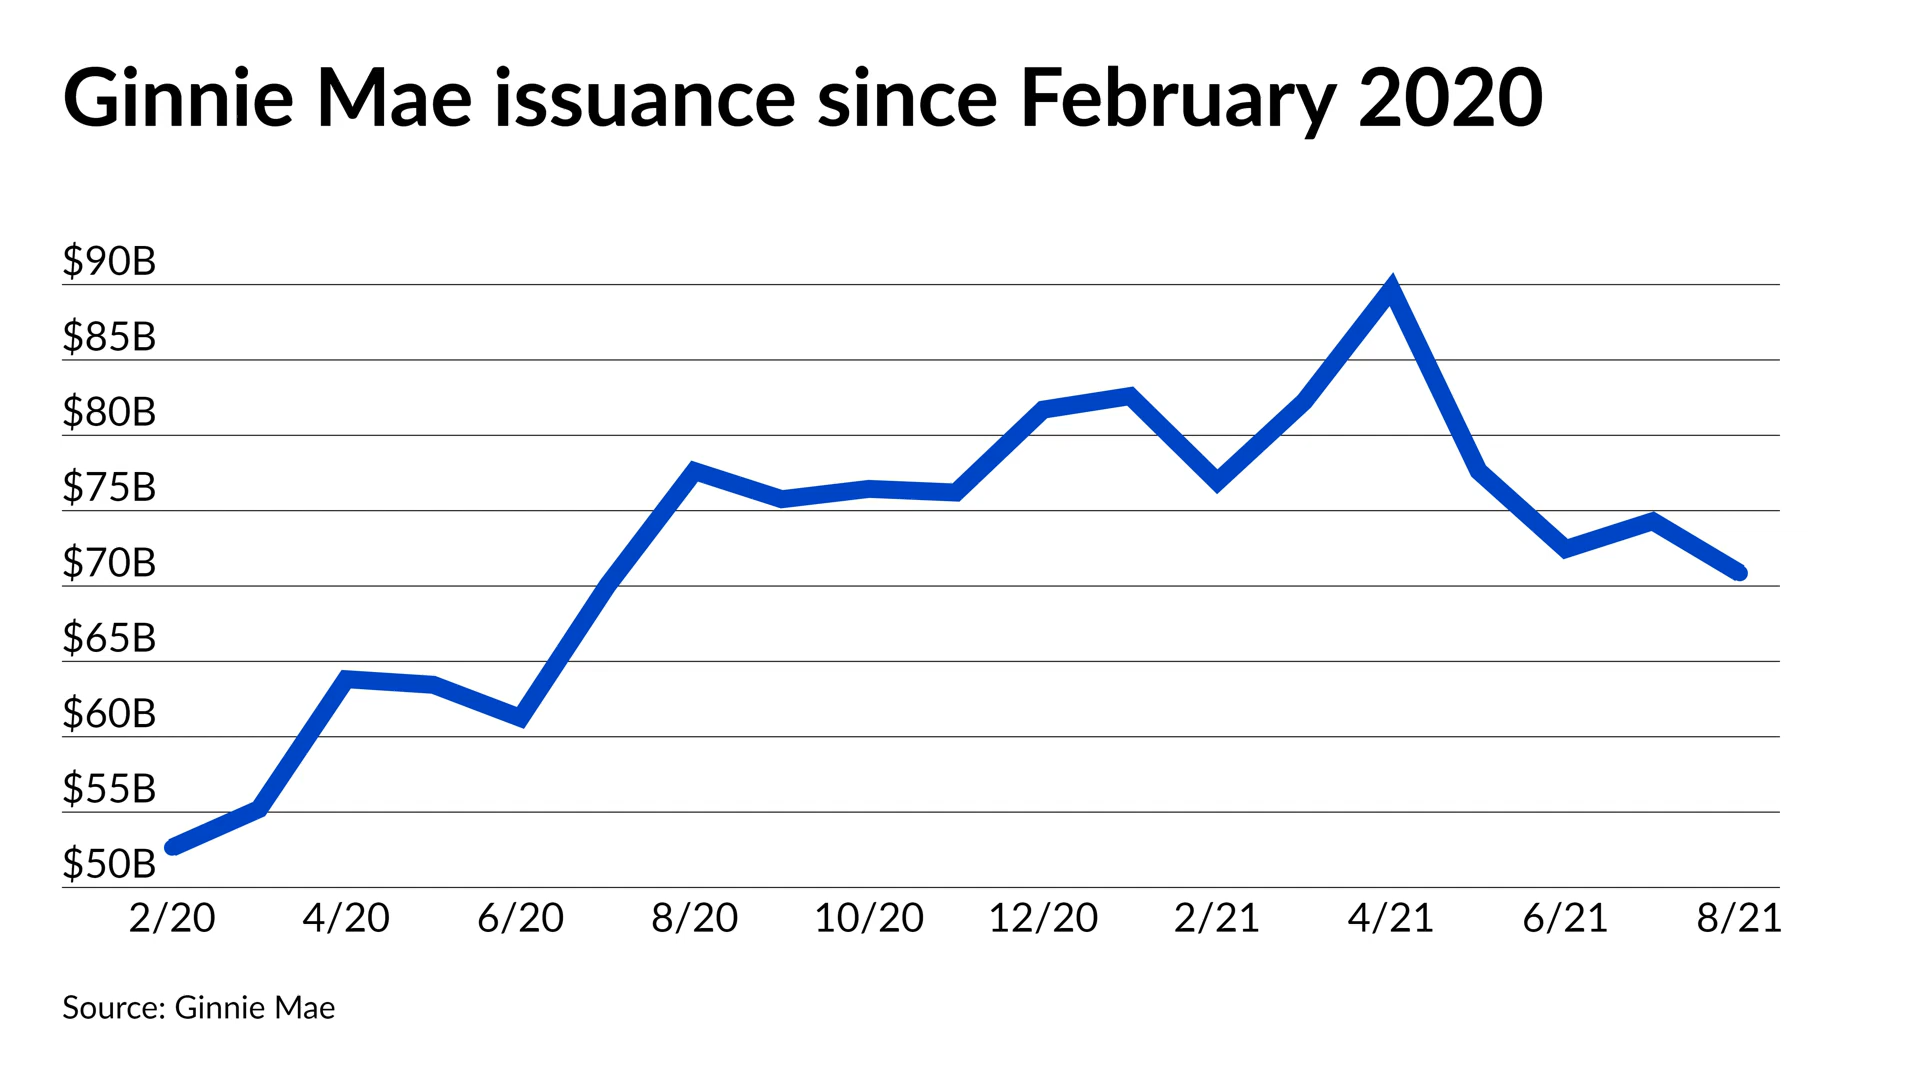 Ginnie Mae issuance since February 2020
$90B
$85B
$80B
$75B
$70B
$65B
$60B
$55B
$50B
2/20 4/20 6/20 8/20 10/20 12/20 2/21 4/21 6/21 8/21
Source: Ginnie Mae